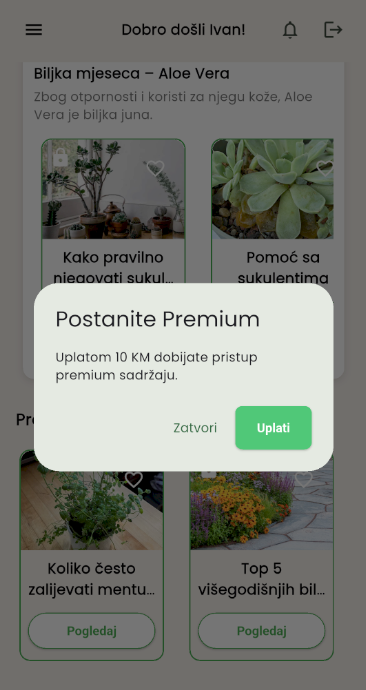 Dobro došli Ivan!
Biljka mjeseca – Aloe Vera
Zbog otpornosti i koristi za njegu kože, Aloe
Vera je biljka juna.
Kako pravilno
njegovati sukul...
Pomoć sa
sukulentima
Postanite Premium
Uplatom 10 KM dobijate pristup
premium sadržaju.
Zatvori
Uplati
Koliko često
zalijevati mentu...
Top 5
višegodišnjih bil...
Pogledaj
Pogledaj